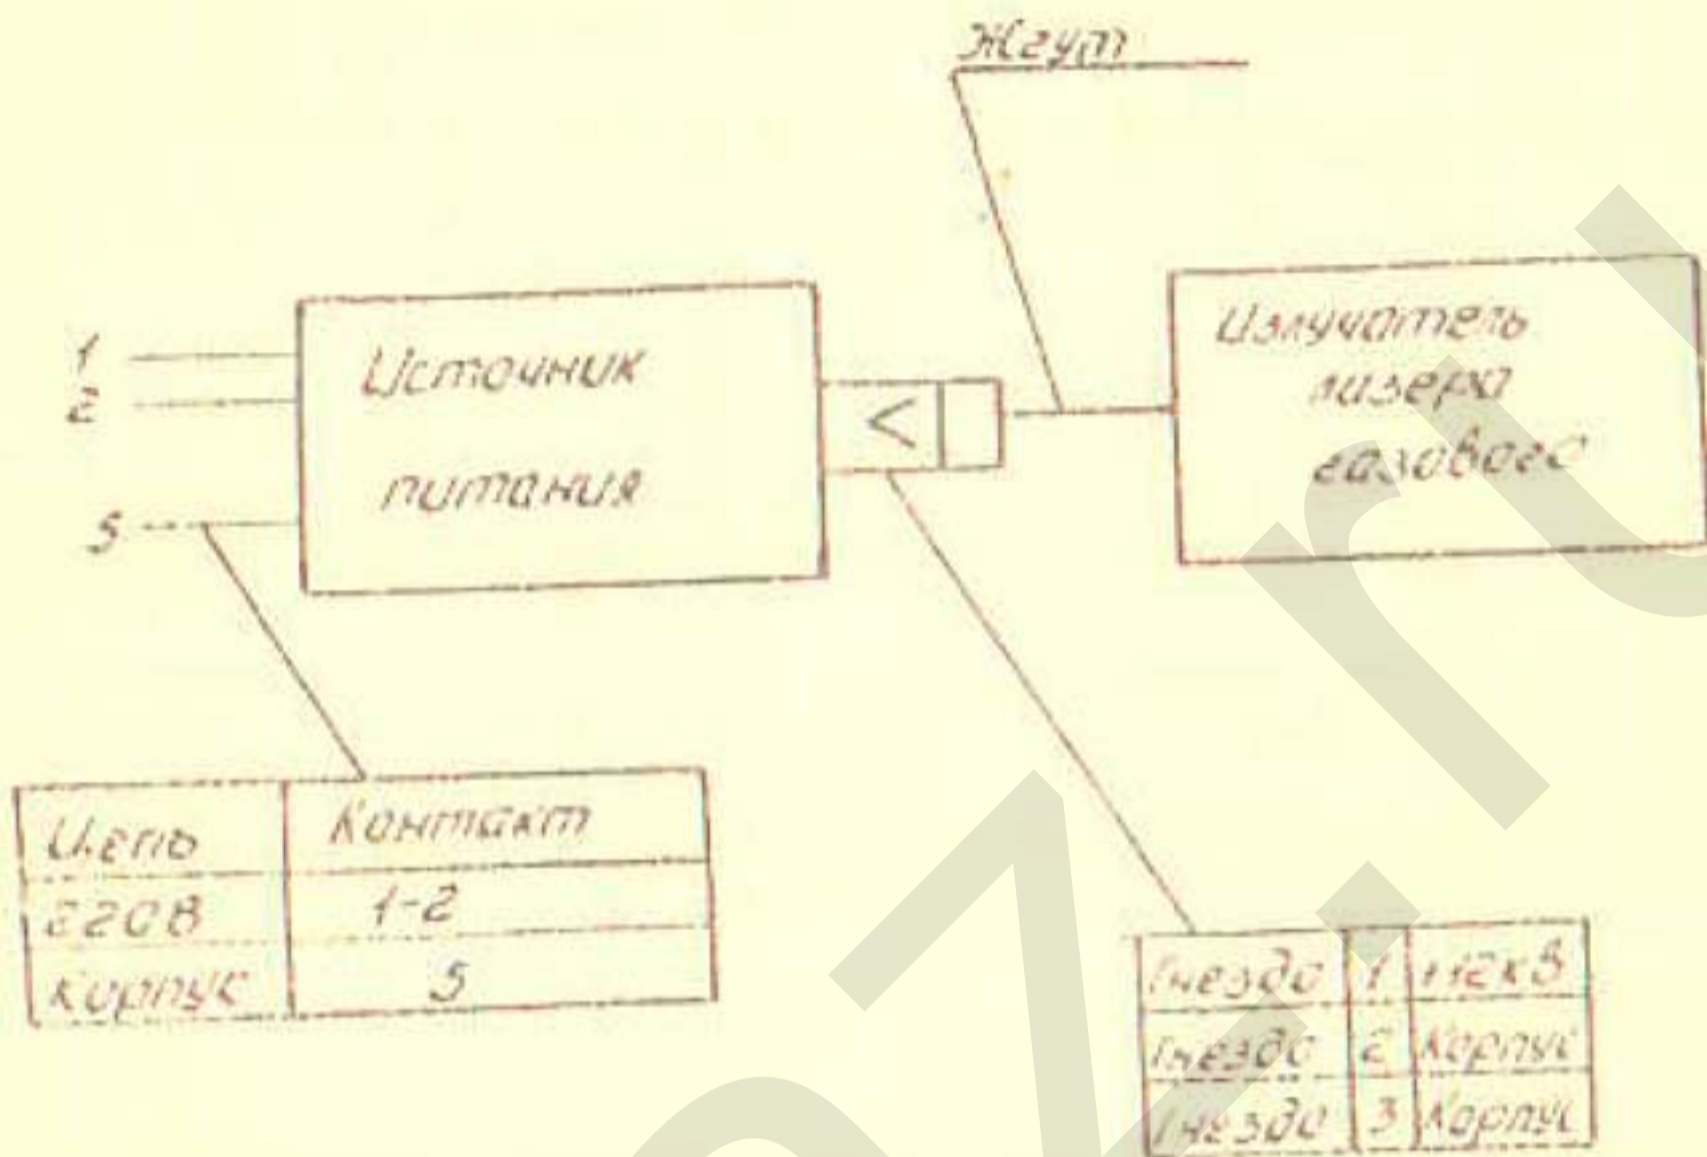 Жгут
1
2
5
Источник
питания
<
Излучатель
лазера
газового
Цепь Контакт
220В 1-2
Корпус 5
Гнездо 1
Гнездо 2 Корпус
Гнездо 3 Корпус